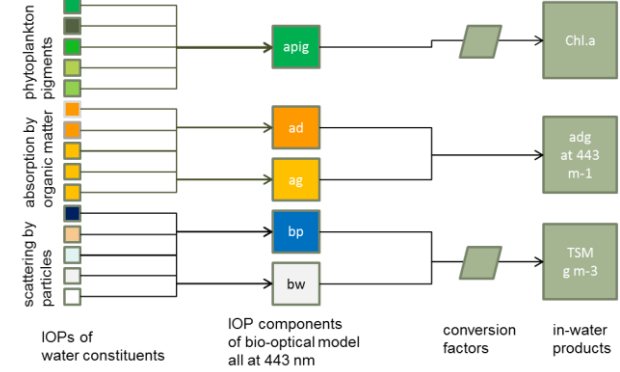 phytoplankton
pigments
apig
Chl.a
absorption by
organic matter
ad
ag
adg
at 443
m-1
scattering by
particles
bp
bw
TSM
g m-3
IOPs of
water constituents
IOP components
of bio-optical model
all at 443 nm
conversion
factors
in-water
products